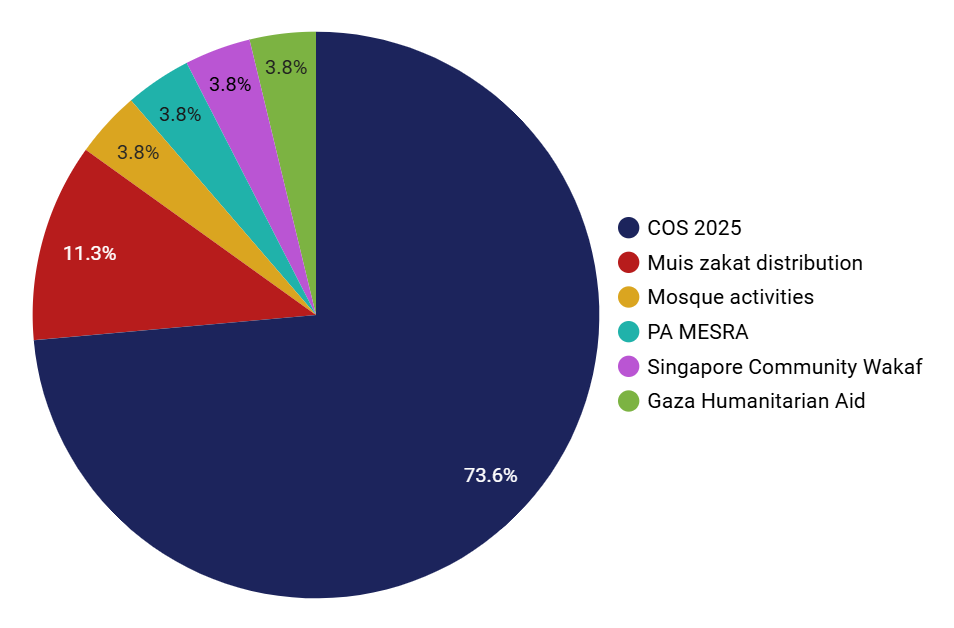 3.8%
3.8%
3.8%
3.8%
11.3%
73.6%
COS 2025
Muis zakat distribution
Mosque activities
PA MESRA
Singapore Community Wakaf
Gaza Humanitarian Aid